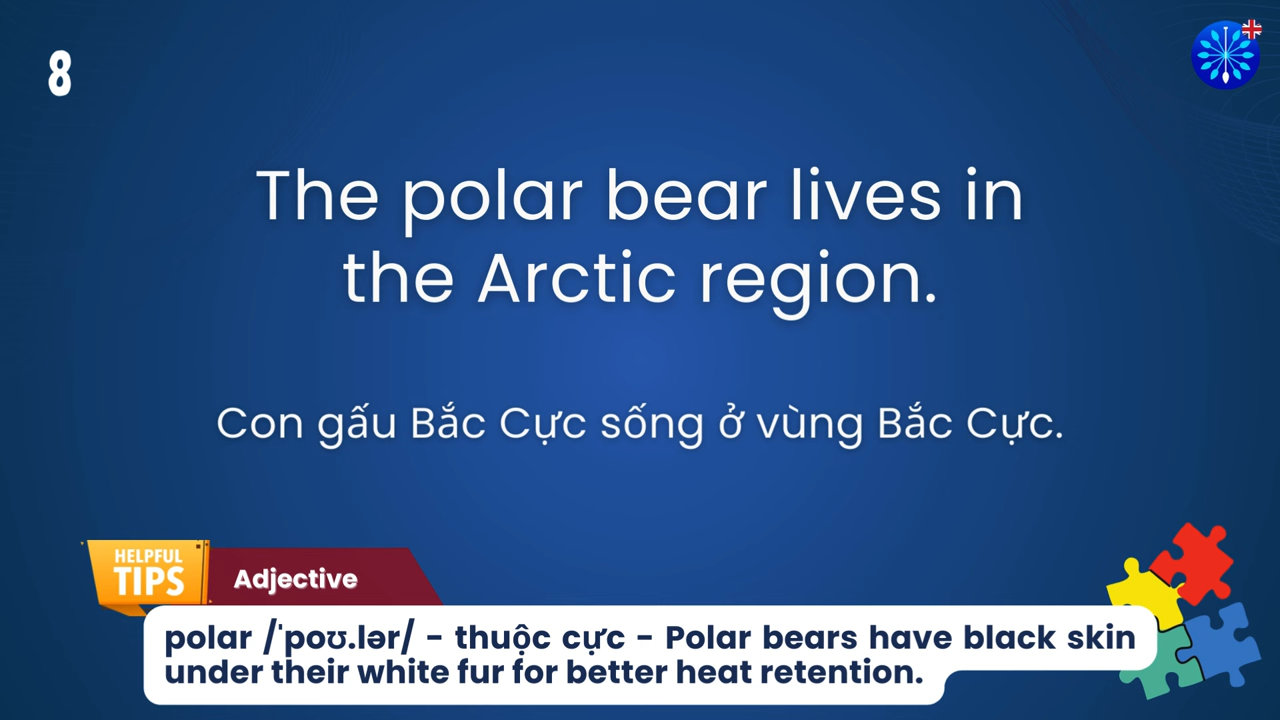 8
The polar bear lives in
the Arctic region.
Con gấu Bắc Cực sống ở vùng Bắc Cực.
HELPFUL
TIPS
Adjective
polar /ˈpoʊ.lər/ - thuộc cực - Polar bears have black skin
under their white fur for better heat retention.